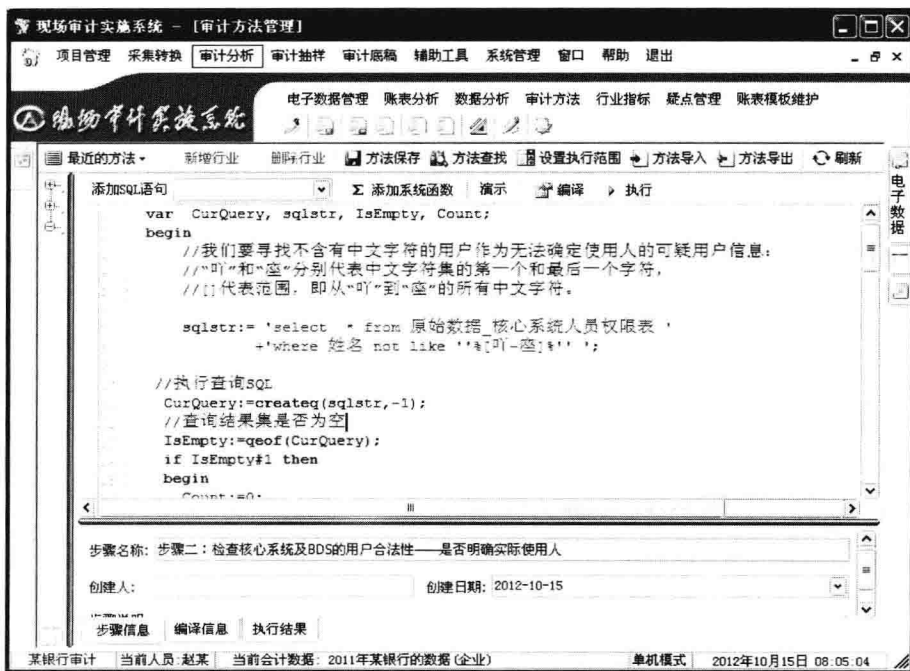 现场审计实施系统 - [审计方法管理]
项目管理 采集转换 审计分析 审计抽样 审计底稿 辅助工具 系统管理 窗口 帮助 退出
现场审计实施系统
电子数据管理 账表分析 数据分析 审计方法 行业指标 疑点管理 账表模板维护
最近的方法 新增行业 删除行业 方法保存 方法查找 设置执行范围 方法导入 方法导出 刷新
电子数据
添加SQL语句 Σ 添加系统函数 演示 编译 执行
var CurQuery, sqlstr, IsEmpty, Count;
begin
//我们要寻找不含有中文字符的用户作为无法确定使用人的可疑用户信息:
//“吖”和“座”分别代表中文字符集的第一个和最后一个字符,
//[]代表范围,即从“吖”到“座”的所有中文字符。
sqlstr:= 'select * from 原始数据_核心系统人员权限表 '
+'where 姓名 not like ''%[吖-座]%'' ';
//执行查询SQL
CurQuery:=createq(sqlstr,-1);
//查询结果集是否为空
IsEmpty:=qeof(CurQuery);
if IsEmpty#1 then
begin
Count:=0;
步骤名称: 步骤二:检查核心系统及BDS的用户合法性——是否明确实际使用人
创建人: 创建日期: 2012-10-15
步骤信息 编译信息 执行结果
某银行审计 当前人员:赵某 当前会计数据: 2011年某银行的数据(企业) 单机模式 2012年10月15日 08:05:04